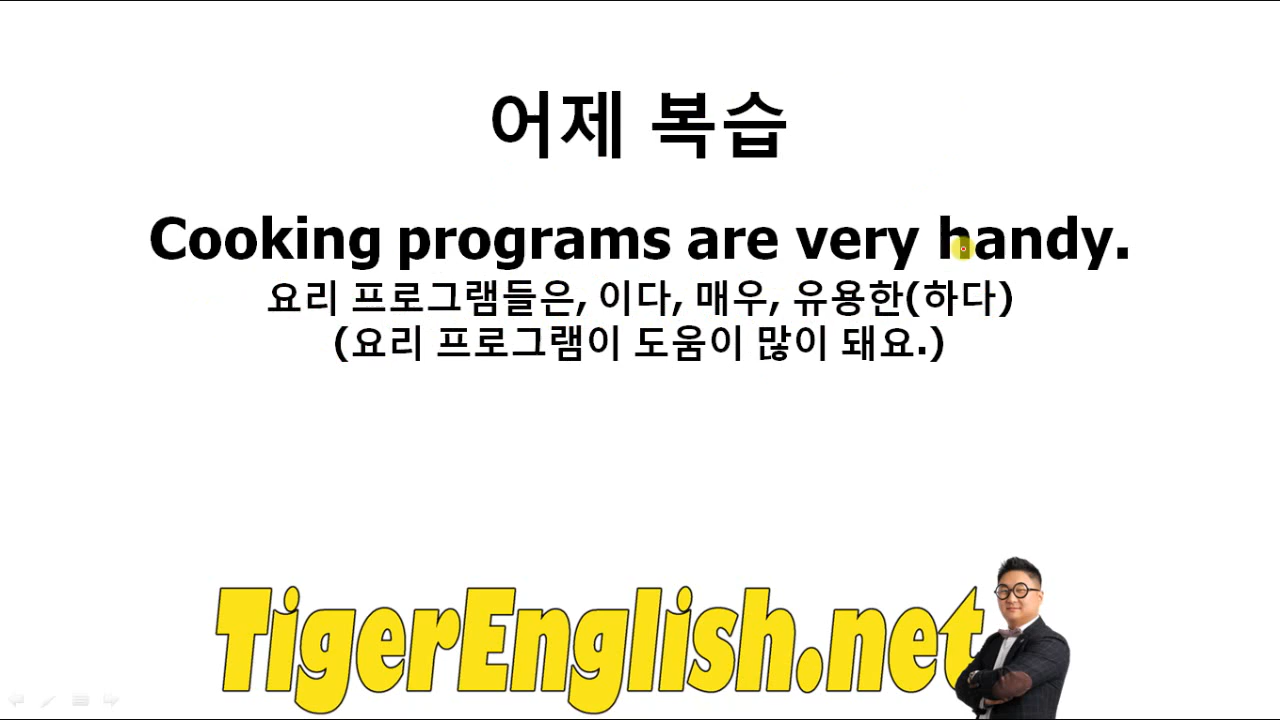 어제 복습
Cooking programs are very handy.
요리 프로그램들은, 이다, 매우, 유용한(하다)
(요리 프로그램이 도움이 많이 돼요.)
TigerEnglish.net